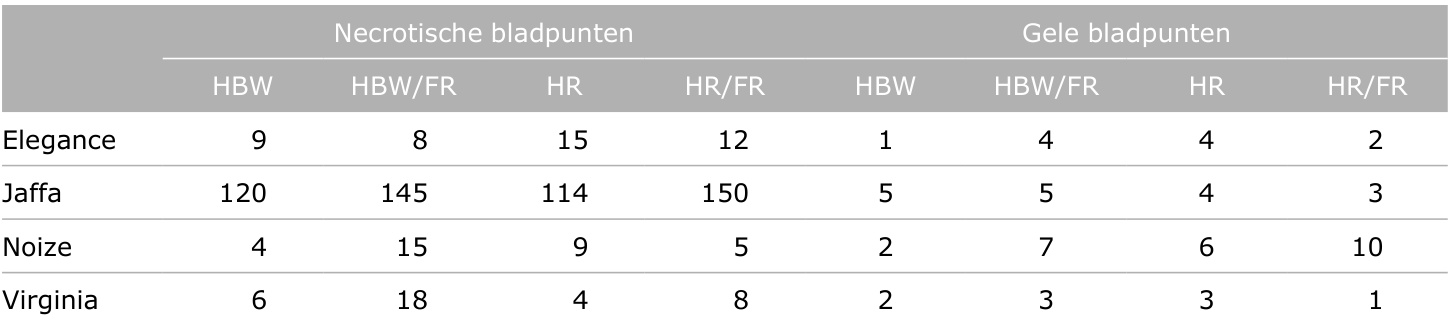 Necrotische bladpunten Gele bladpunten
HBW HBW/FR HR HR/FR HBW HBW/FR HR HR/FR
Elegance 9 8 15 12 1 4 4 2
Jaffa 120 145 114 150 5 5 4 3
Noize 4 15 9 5 2 7 6 10
Virginia 6 18 4 8 2 3 3 1